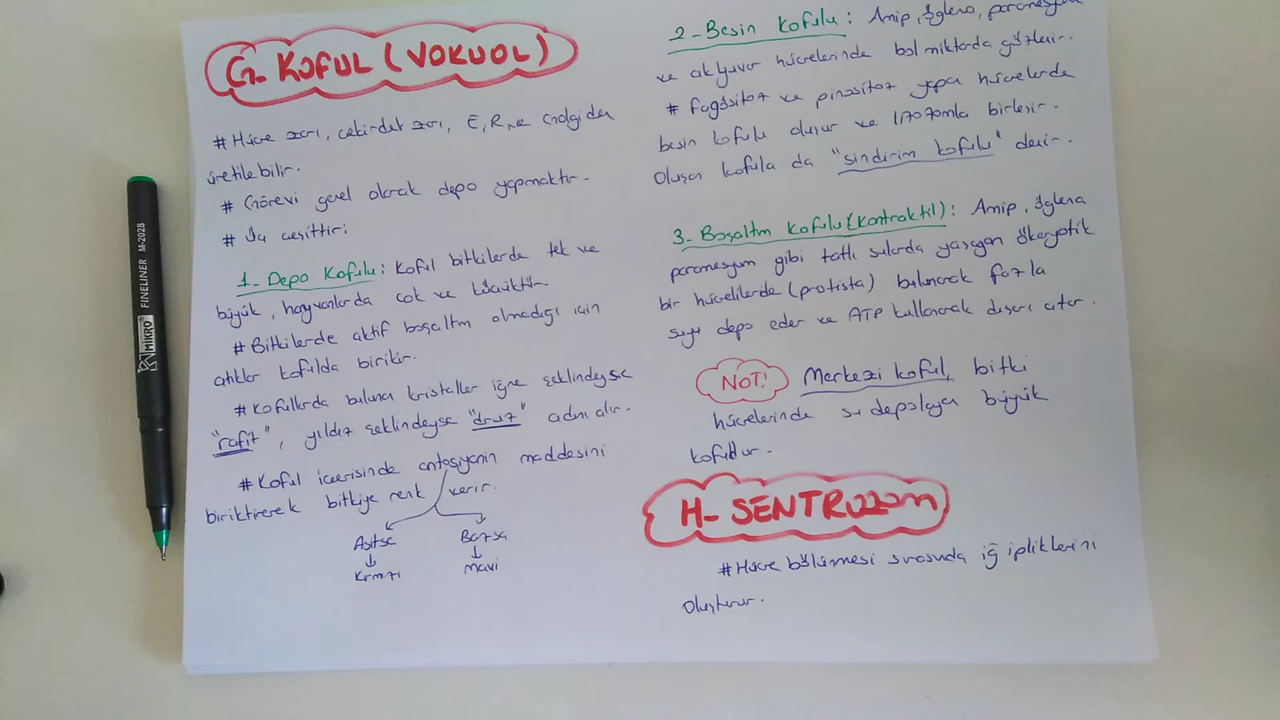 G- KOFUL (VOKUOL)
# Hücre zarı, çekirdek zarı, E,R, ve Golgiden
üretilebilir.
# Görevi genel olarak depo yapmaktır.
# Üç çeşittir:
1- Depo Kofulu: Koful bitkilerde tek ve
büyük, hayvanlarda çok ve küçüktür.
# Bitkilerde aktif boşaltım olmadığı için
atıklar kofulda birikir.
# Kofullarda bulunan kristaller iğne şeklindeyse
"rafit", yıldız şeklindeyse "druz" adını alır.
# Koful içerisinde antosiyanin maddesini
biriktirerek bitkiye renk verir.
Asitse Bazsa
↓ ↓
Kırmızı mavi
2- Besin Kofulu: Amip, öglena, paramesyum
ve akyuvar hücrelerinde bol miktarda gözlenir.
# Fagositoz ve pinositoz yapan hücrelerde
besin kofulu oluşur ve lizozomla birleşir.
Oluşan kofula da "sindirim kofulu" denir.
3- Boşaltım Kofulu (Kontraktil): Amip, öglena
paramesyum gibi tatlı sularda yaşayan ökaryotik
bir hücrelilerde (protista) bulunarak fazla
suyu depo eder ve ATP kullanarak dışarı atar.
NOT! Merkezi koful, bitki
hücrelerinde su depolayan büyük
kofuldur.
H- SENTROZOM
# Hücre bölünmesi sırasında iğ ipliklerini
oluşturur.
MİKRO FINELINER M-2028